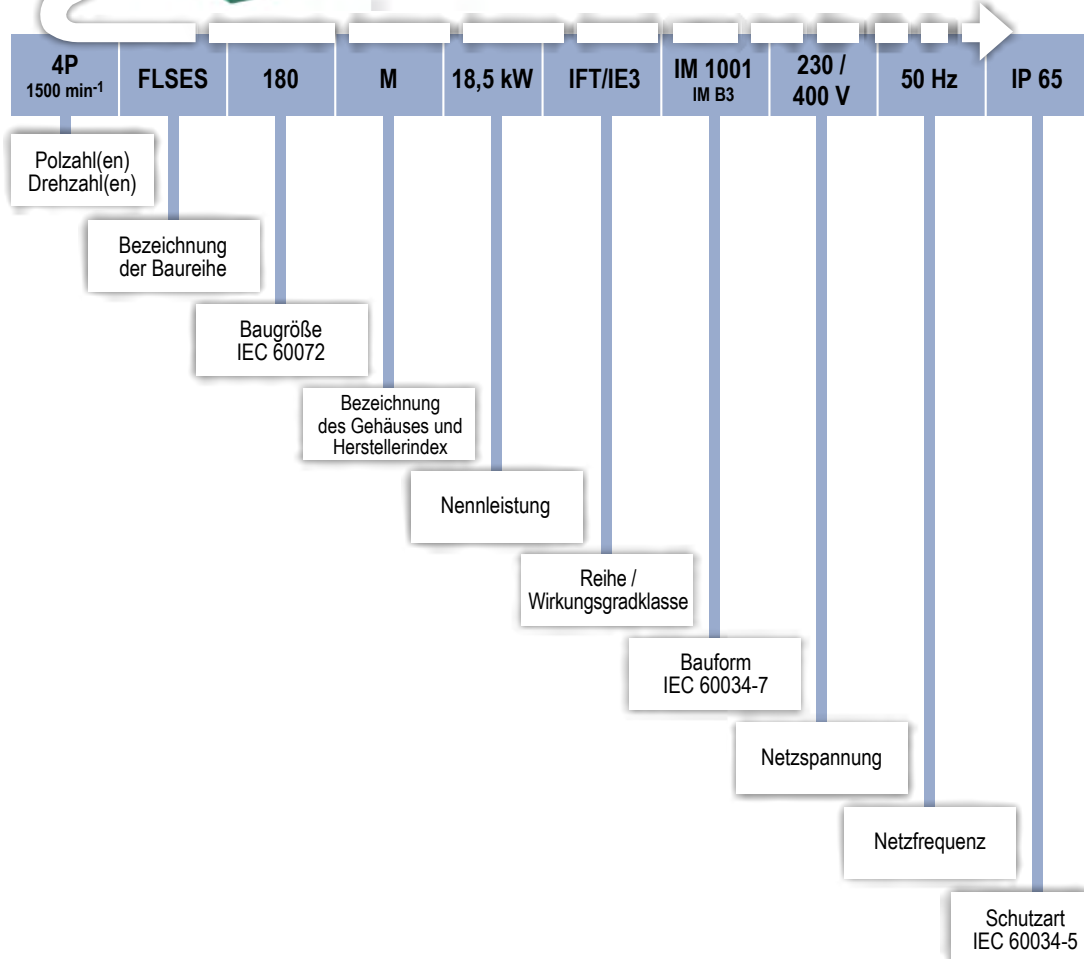 4P
1500 min-1
FLSES
180
M
18,5 kW
IFT/IE3
IM 1001
IM B3
230 /
400 V
50 Hz
IP 65
Polzahl(en)
Drehzahl(en)
Bezeichnung
der Baureihe
Baugröße
IEC 60072
Bezeichnung
des Gehäuses und
Herstellerindex
Nennleistung
Reihe /
Wirkungsgradklasse
Bauform
IEC 60034-7
Netzspannung
Netzfrequenz
Schutzart
IEC 60034-5